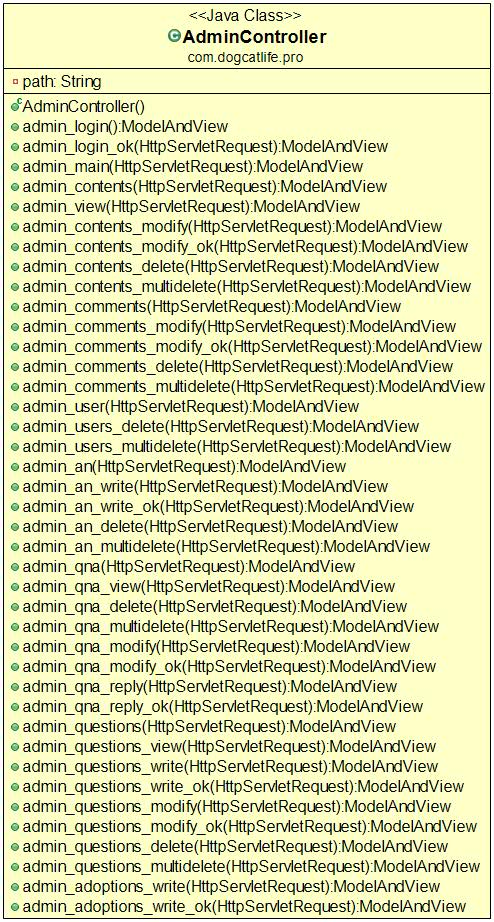 <<Java Class>>
AdminController
com.dogcatlife.pro
path: String
AdminController()
admin_login():ModelAndView
admin_login_ok(HttpServletRequest):ModelAndView
admin_main(HttpServletRequest):ModelAndView
admin_contents(HttpServletRequest):ModelAndView
admin_view(HttpServletRequest):ModelAndView
admin_contents_modify(HttpServletRequest):ModelAndView
admin_contents_modify_ok(HttpServletRequest):ModelAndView
admin_contents_delete(HttpServletRequest):ModelAndView
admin_contents_multidelete(HttpServletRequest):ModelAndView
admin_comments(HttpServletRequest):ModelAndView
admin_comments_modify(HttpServletRequest):ModelAndView
admin_comments_modify_ok(HttpServletRequest):ModelAndView
admin_comments_delete(HttpServletRequest):ModelAndView
admin_comments_multidelete(HttpServletRequest):ModelAndView
admin_user(HttpServletRequest):ModelAndView
admin_users_delete(HttpServletRequest):ModelAndView
admin_users_multidelete(HttpServletRequest):ModelAndView
admin_an(HttpServletRequest):ModelAndView
admin_an_write(HttpServletRequest):ModelAndView
admin_an_write_ok(HttpServletRequest):ModelAndView
admin_an_delete(HttpServletRequest):ModelAndView
admin_an_multidelete(HttpServletRequest):ModelAndView
admin_qna(HttpServletRequest):ModelAndView
admin_qna_view(HttpServletRequest):ModelAndView
admin_qna_delete(HttpServletRequest):ModelAndView
admin_qna_multidelete(HttpServletRequest):ModelAndView
admin_qna_modify(HttpServletRequest):ModelAndView
admin_qna_modify_ok(HttpServletRequest):ModelAndView
admin_qna_reply(HttpServletRequest):ModelAndView
admin_qna_reply_ok(HttpServletRequest):ModelAndView
admin_questions(HttpServletRequest):ModelAndView
admin_questions_view(HttpServletRequest):ModelAndView
admin_questions_write(HttpServletRequest):ModelAndView
admin_questions_write_ok(HttpServletRequest):ModelAndView
admin_questions_modify(HttpServletRequest):ModelAndView
admin_questions_modify_ok(HttpServletRequest):ModelAndView
admin_questions_delete(HttpServletRequest):ModelAndView
admin_questions_multidelete(HttpServletRequest):ModelAndView
admin_adoptions_write(HttpServletRequest):ModelAndView
admin_adoptions_write_ok(HttpServletRequest):ModelAndView